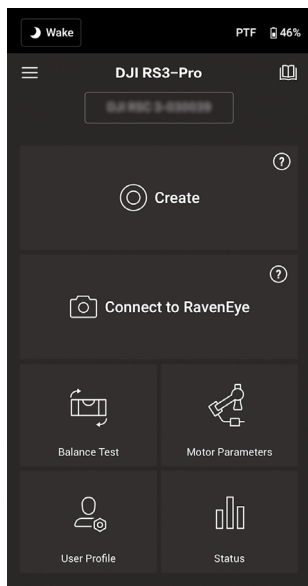 Wake
PTF 46%
DJI RS3-Pro
?
Create
?
Connect to RavenEye
Balance Test
Motor Parameters
User Profile
Status